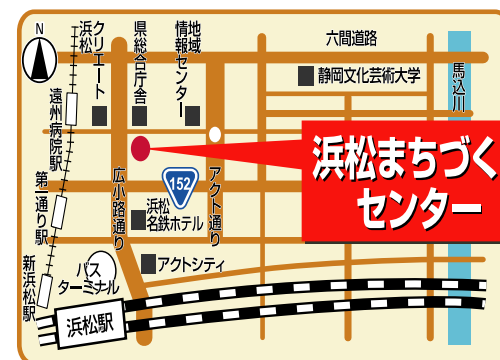 N
クリエート
浜松
県総合庁舎
地域
情報センター
六間道路
静岡文化芸術大学
馬込川
遠州病院駅
浜松まちづく
センター
152
第一通り駅
広小路通り
浜松
名鉄ホテル
アクト通り
新浜松駅
バス
ターミナル
アクトシティ
浜松駅